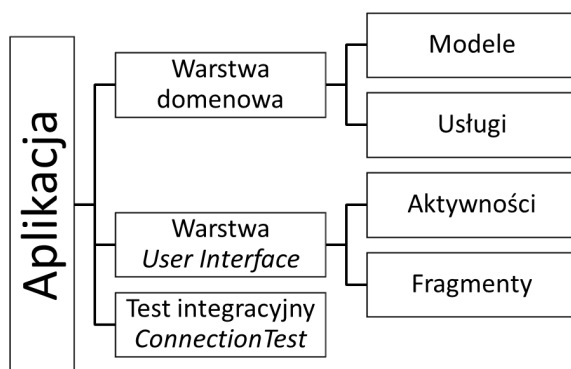 Aplikacja
Warstwa
domenowa
Modele
Usługi
Warstwa
User Interface
Aktywności
Fragmenty
Test integracyjny
ConnectionTest